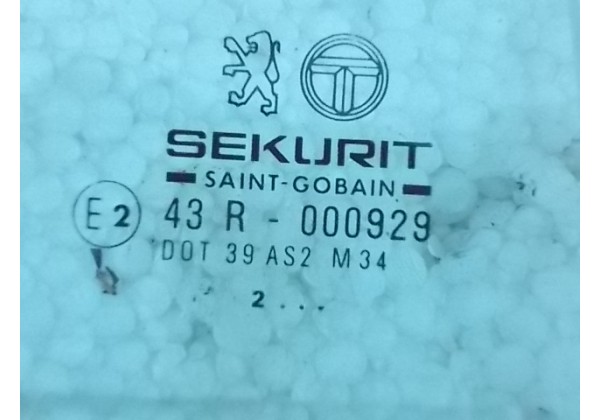 SEKURIT
SAINT-GOBAIN
E2 43 R - 000929
DOT 39 AS2 M34
2...